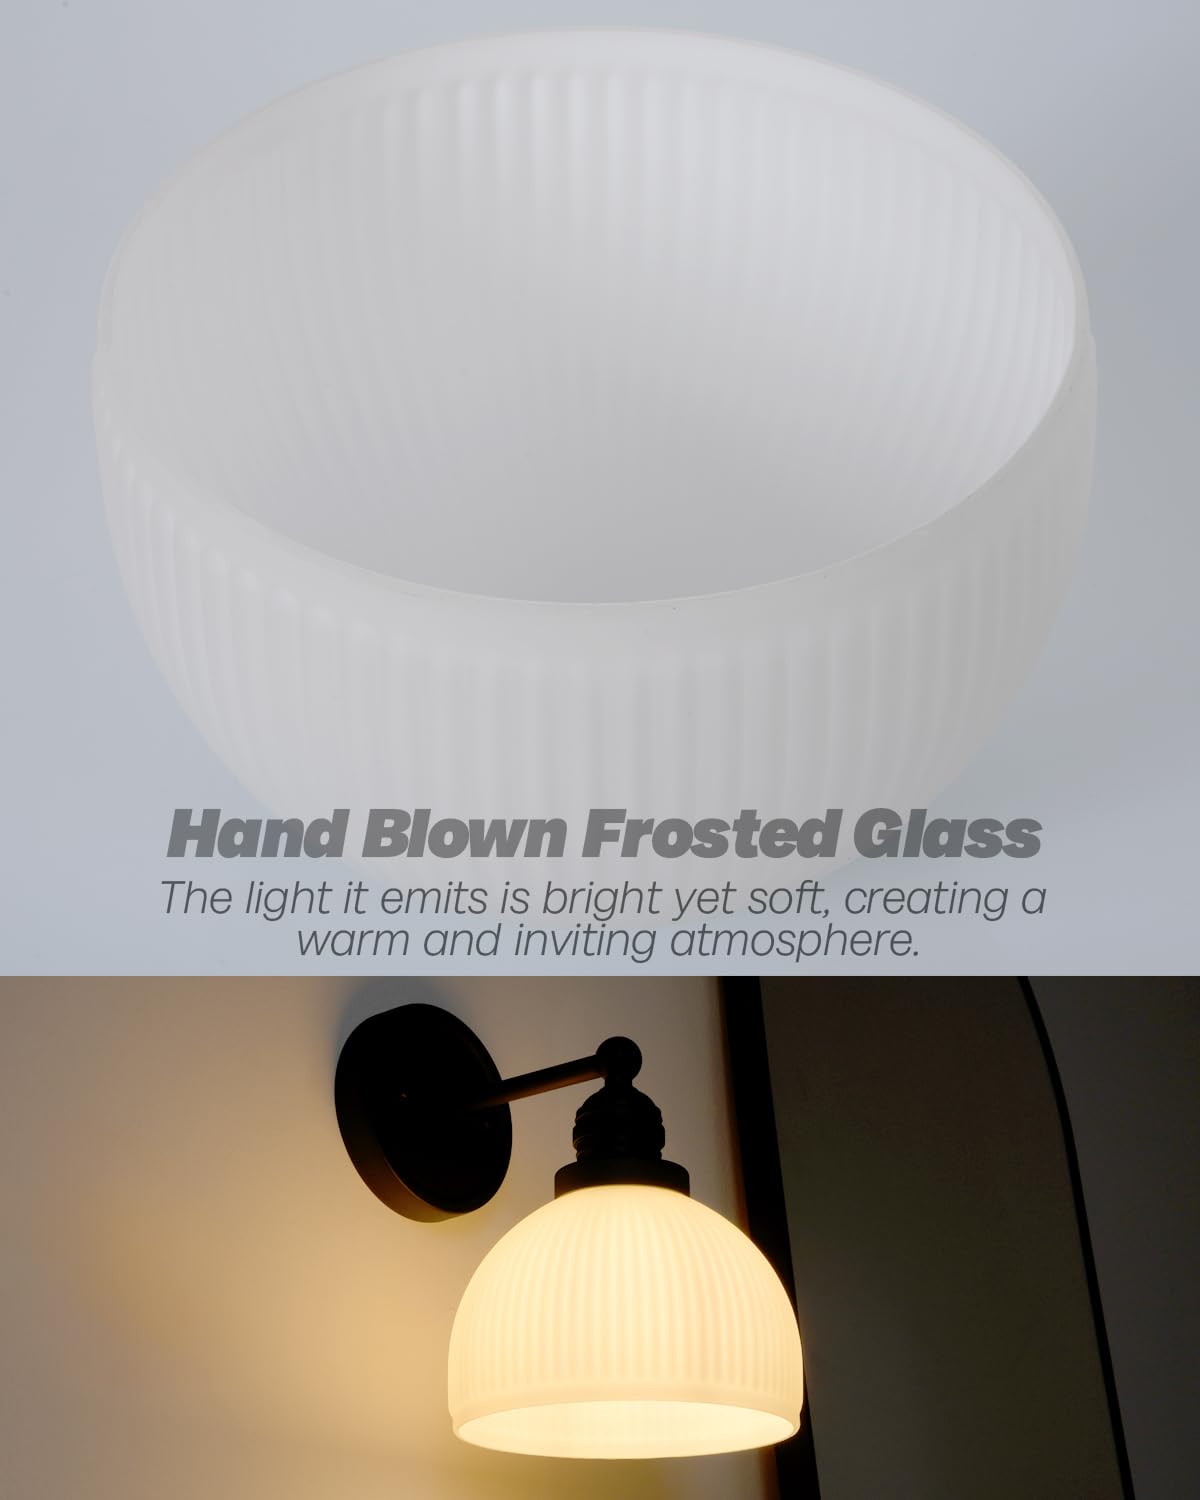 Hand Blown Frosted Glass
The light it emits is bright yet soft, creating a
warm and inviting atmosphere.